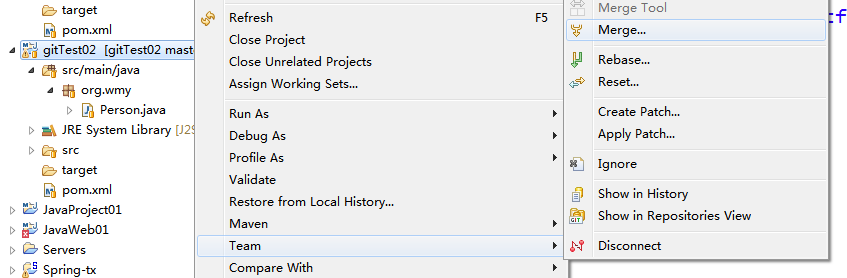 target
pom.xml
gitTest02 [gitTest02 mast
src/main/java
org.wmy
Person.java
JRE System Library [J2S
src
target
pom.xml
JavaProject01
JavaWeb01
Servers
Spring-tx
Refresh F5
Close Project
Close Unrelated Projects
Assign Working Sets...
Run As
Debug As
Profile As
Validate
Restore from Local History...
Maven
Team
Compare With
Merge Tool
Merge...
Rebase...
Reset...
Create Patch...
Apply Patch...
Ignore
Show in History
GIT Show in Repositories View
Disconnect
ff